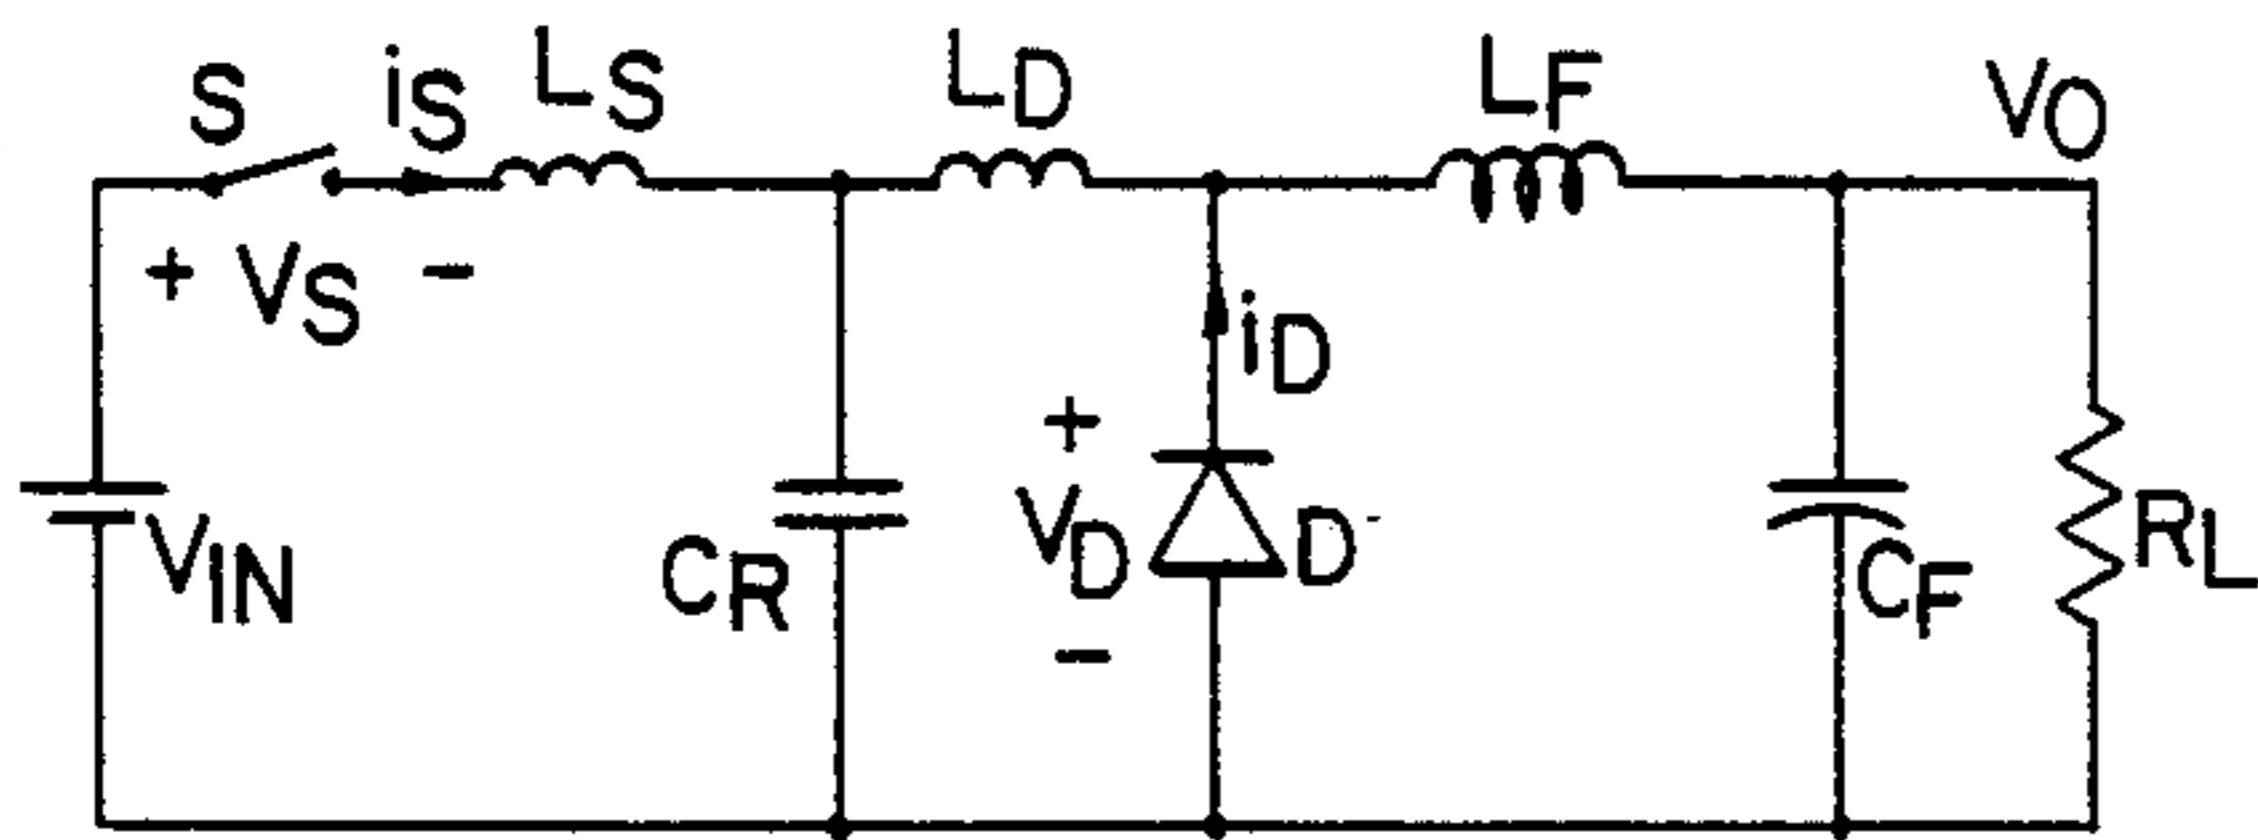 S
iS
LS
LD
LF
VO
+ VS -
iD
+
VD
-
D
VIN
CR
CF
RL